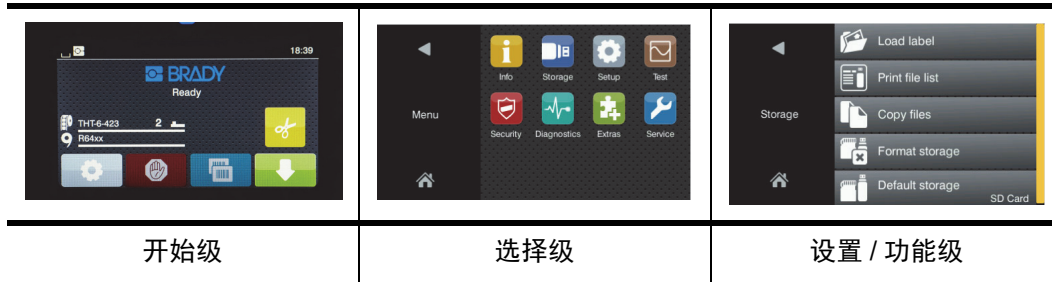 18:39
BRADY
Ready
THT-6-423 2
R64xx
Menu
Info Storage Setup Test
Security Diagnostics Extras Service
Storage
Load label
Print file list
Copy files
Format storage
Default storage
SD Card
开始级
选择级
设置 / 功能级